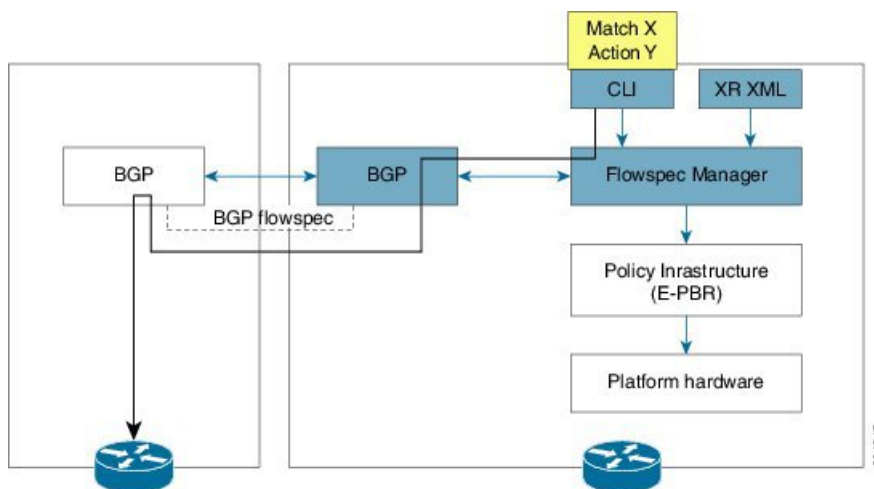 Match X
Action Y
CLI
XR XML
BGP
BGP
Flowspec Manager
BGP flowspec
Policy Inrastructure
(E-PBR)
Platform hardware